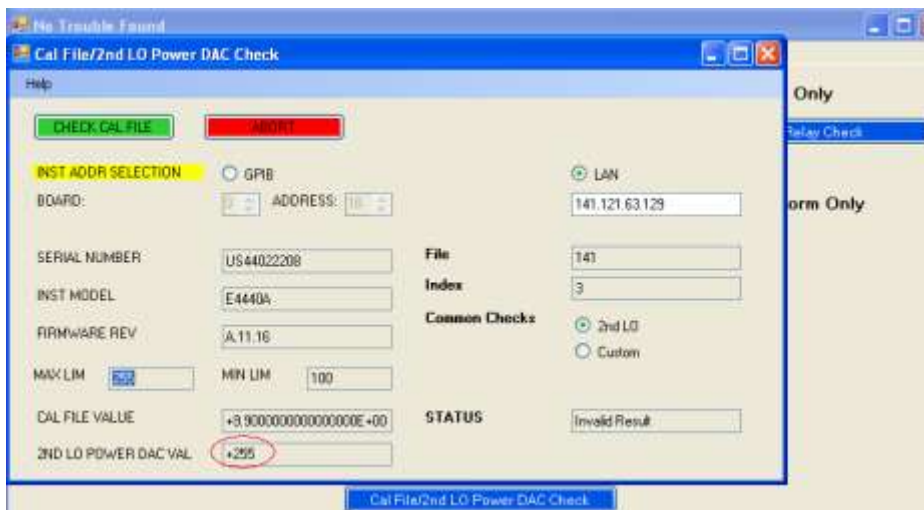 No Trouble Found
Cal File/2nd LO Power DAC Check
Help
Only
CHECK CAL FILE ABORT
Relay Check
INST ADDR SELECTION GPIB LAN
BOARD: ADDRESS: 141.121.63.129
orm Only
SERIAL NUMBER US44022208 File 141
INST MODEL E4440A Index 3
FIRMWARE REV A.11.16 Common Checks 2nd LO
Custom
MAX LIM 255 MIN LIM 100
CAL FILE VALUE +9.9000000000000000E+00 STATUS Invalid Result
2ND LO POWER DAC VAL +255
Cal File/2nd LO Power DAC Check